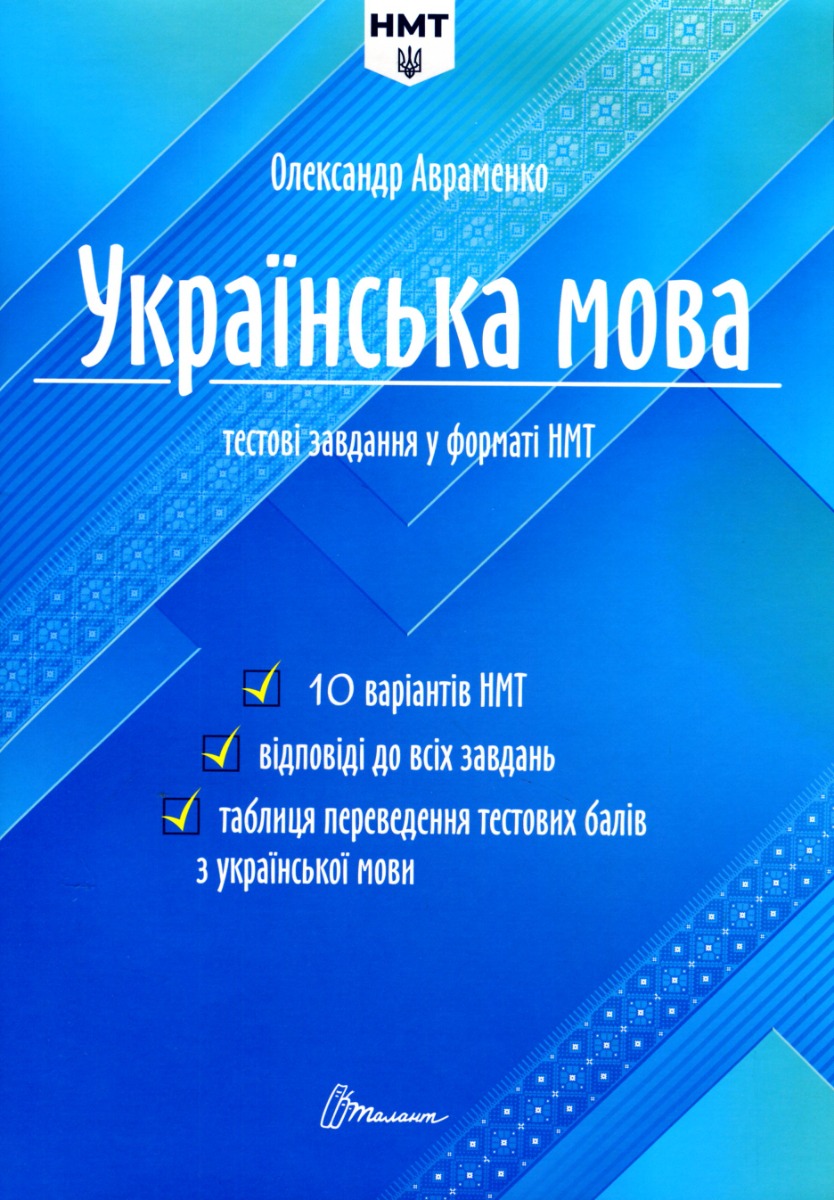 НМТ
Олександр Авраменко
Українська мова
тестові завдання у форматі НМТ
10 варіантів НМТ
відповіді до всіх завдань
таблиця переведення тестових балів
з української мови
Талант